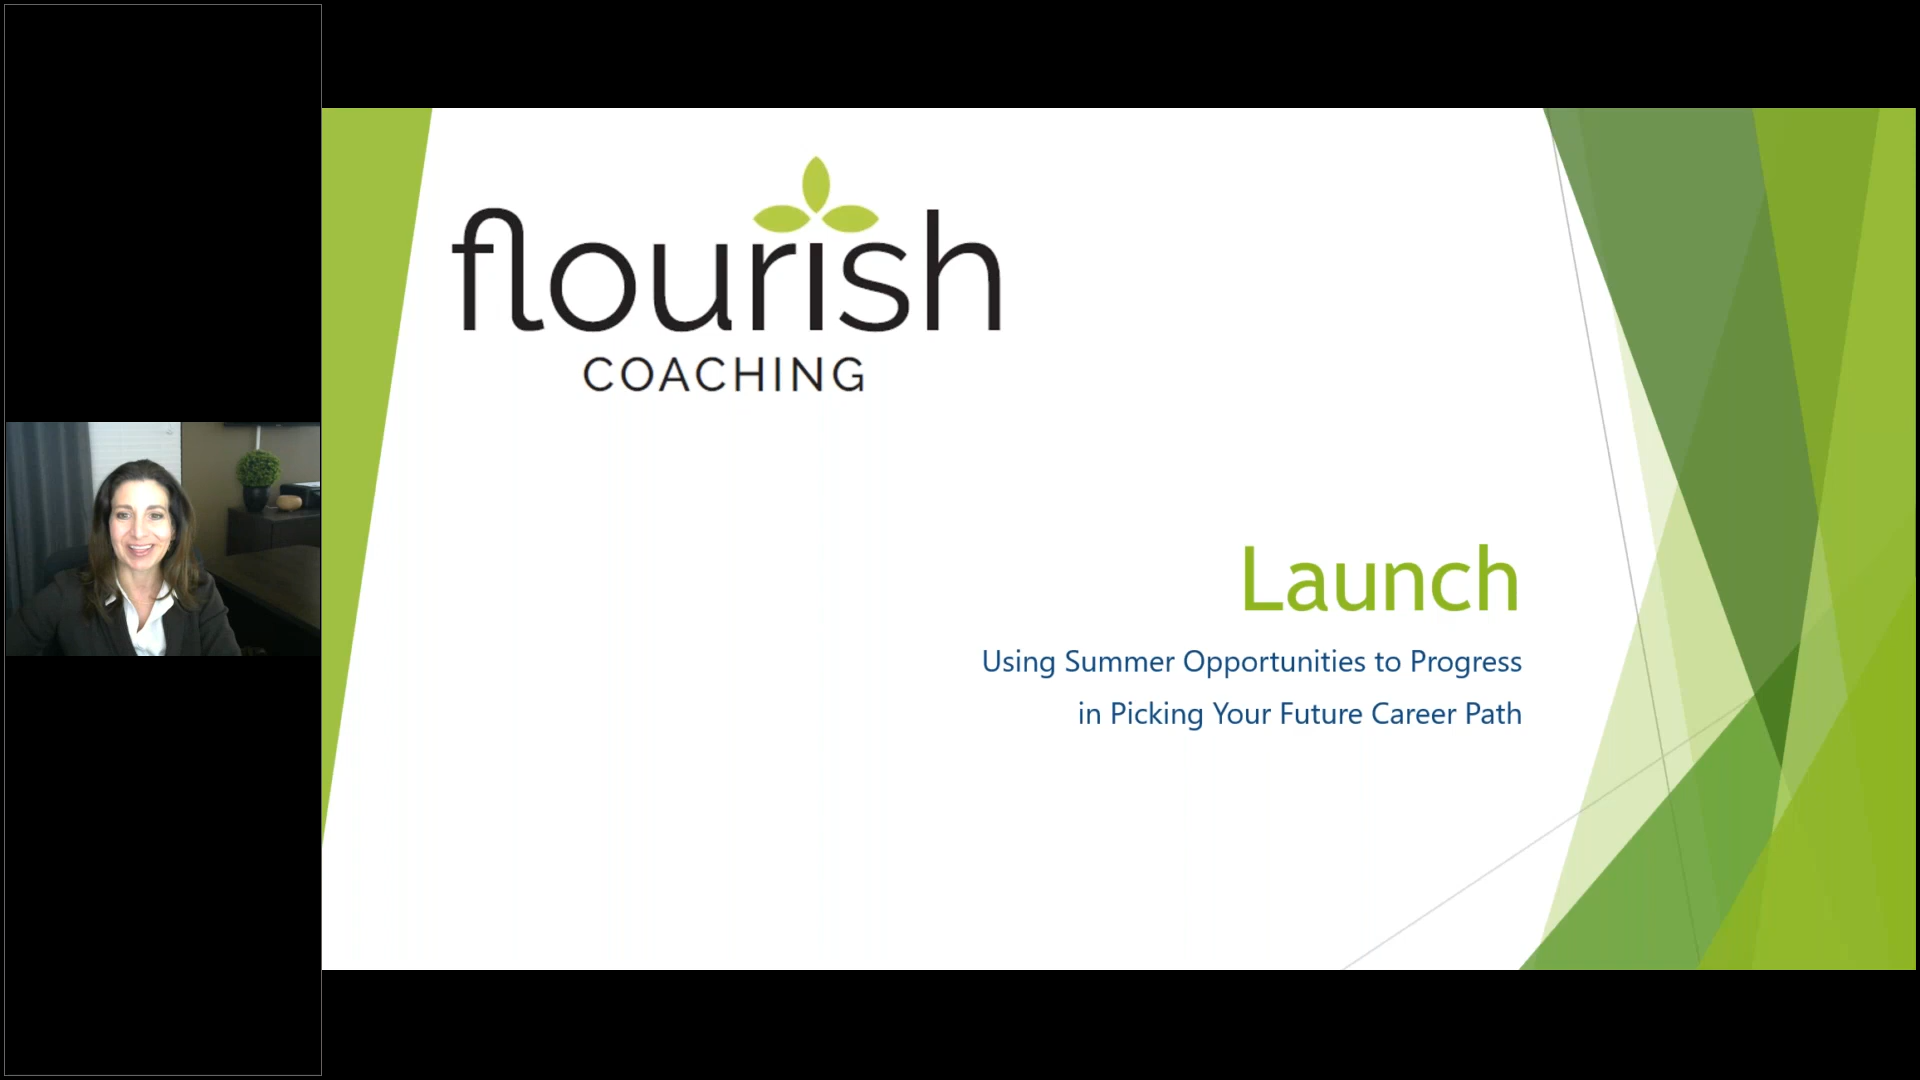 flourish
COACHING
Launch
Using Summer Opportunities to Progress
in Picking Your Future Career Path